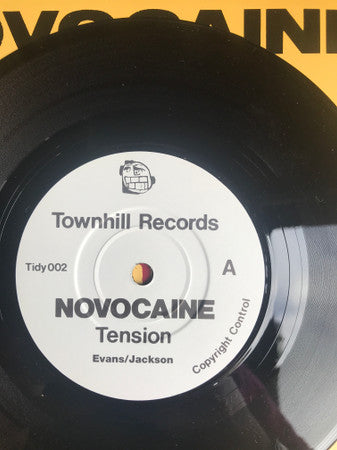 NOVOCAINE
Townhill Records
Tidy 002
A
NOVOCAINE
Tension
Evans/Jackson
Copyright Control